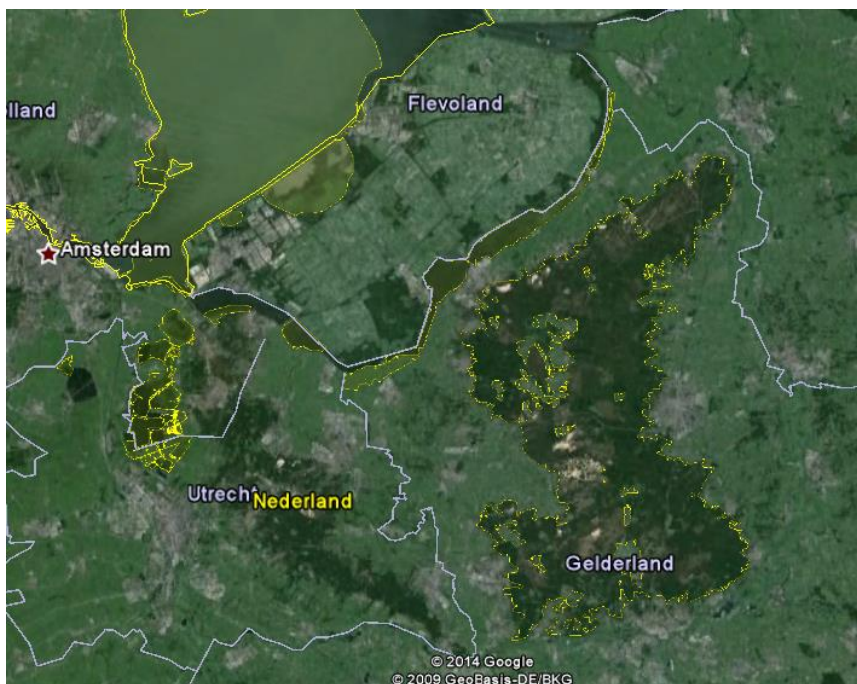 Flevoland
lland
Amsterdam
Utrecht
Nederland
Gelderland
© 2014 Google
© 2009 GeoBasis-DE/BKG